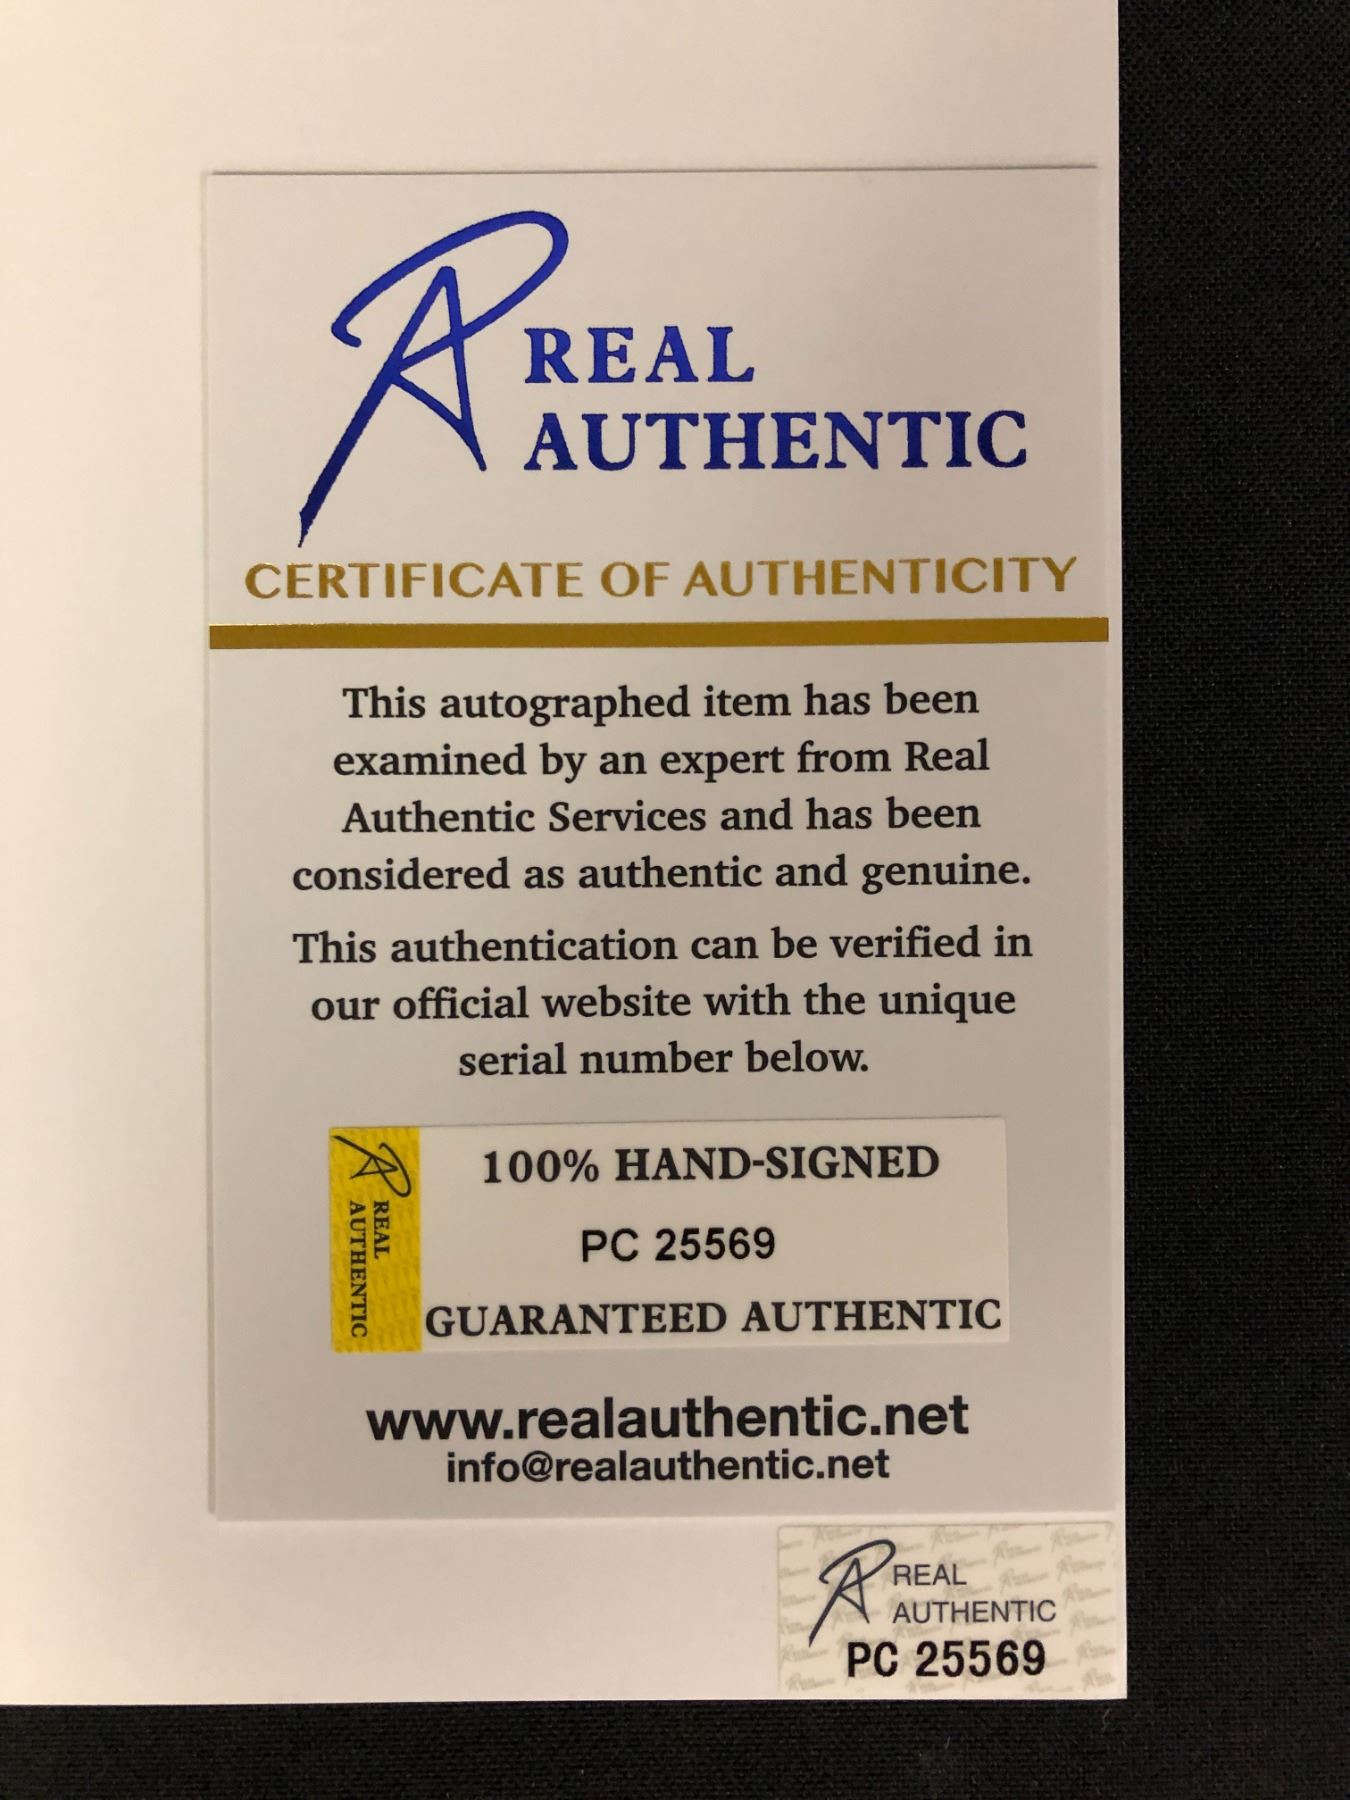 REAL
AUTHENTIC
CERTIFICATE OF AUTHENTICITY
This autographed item has been
examined by an expert from Real
Authentic Services and has been
considered as authentic and genuine.
This authentication can be verified in
our official website with the unique
serial number below.
REAL
AUTHENTIC
100% HAND-SIGNED
PC 25569
GUARANTEED AUTHENTIC
www.realauthentic.net
info@realauthentic.net
REAL
AUTHENTIC
PC 25569